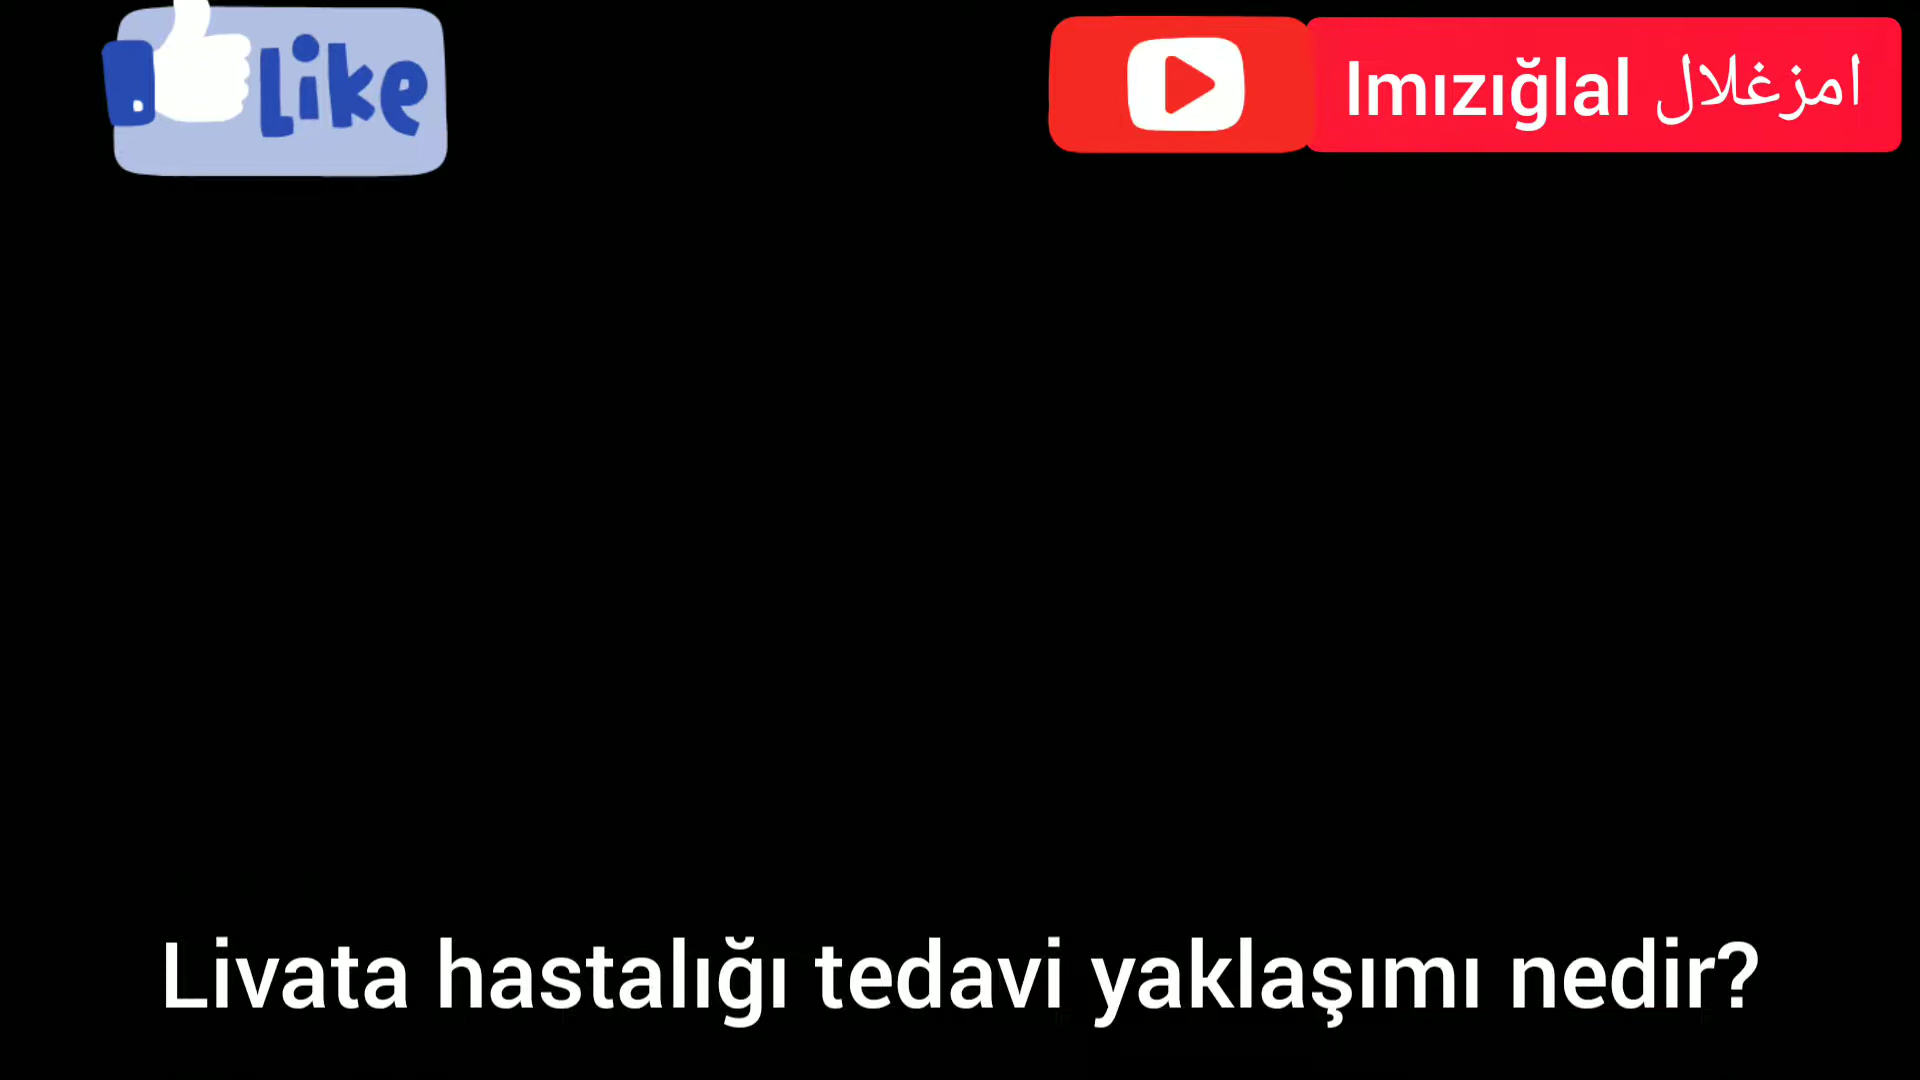 Like
Imızığlal امزغلال
Livata hastalığı tedavi yaklaşımı nedir?